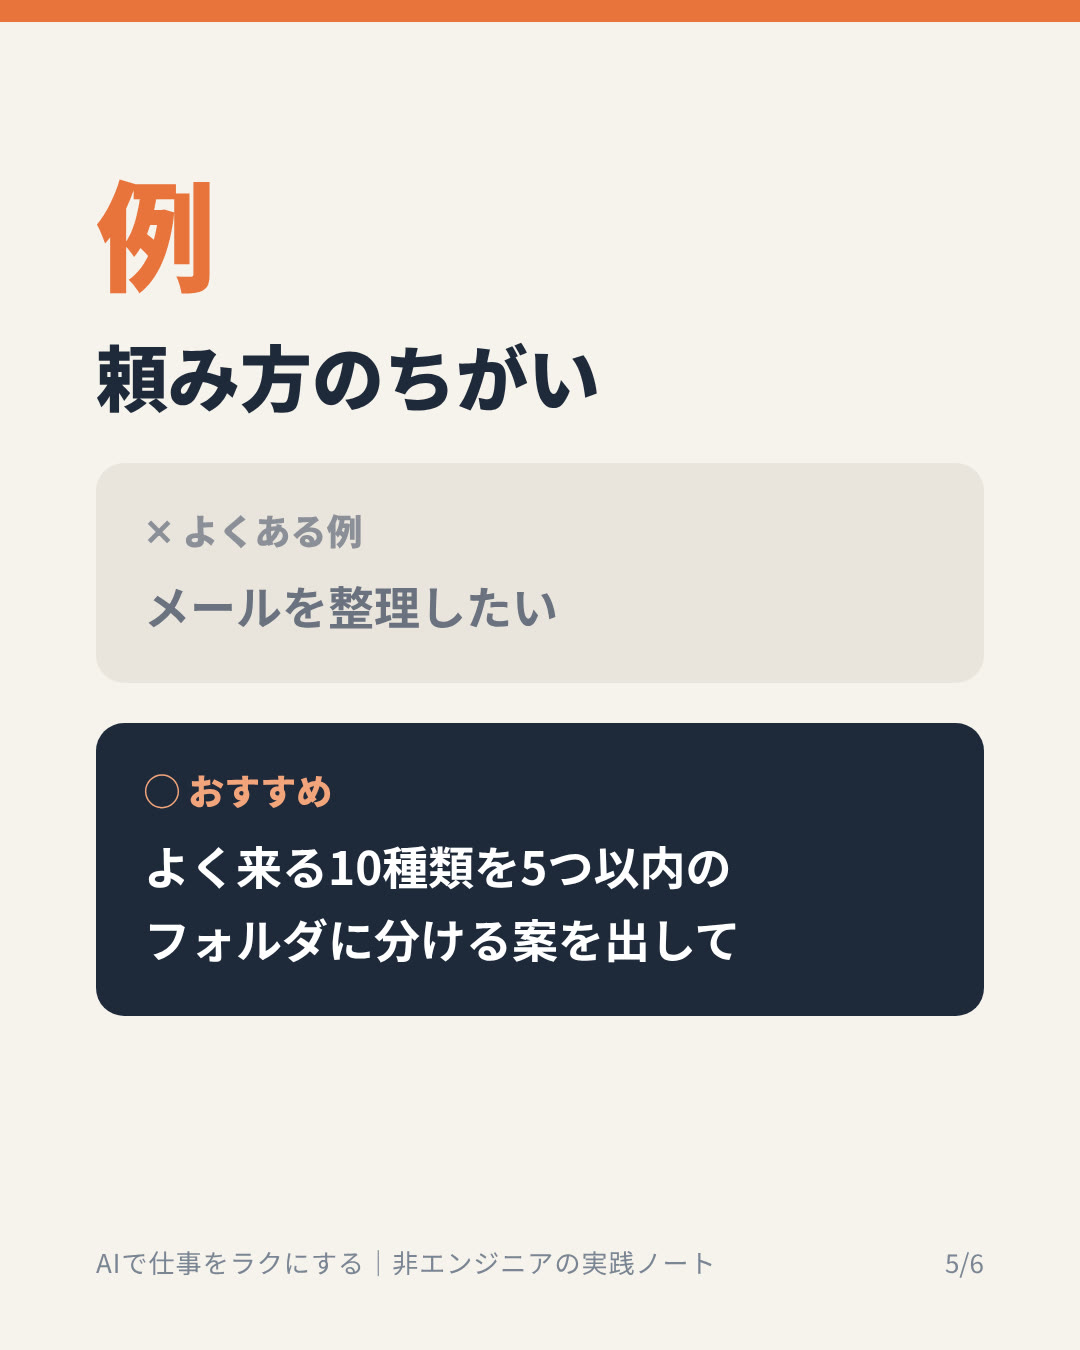 例
頼み方のちがい
× よくある例
メールを整理したい
○ おすすめ
よく来る10種類を5つ以内の
フォルダに分ける案を出して
AIで仕事をラクにする｜非エンジニアの実践ノート
5/6